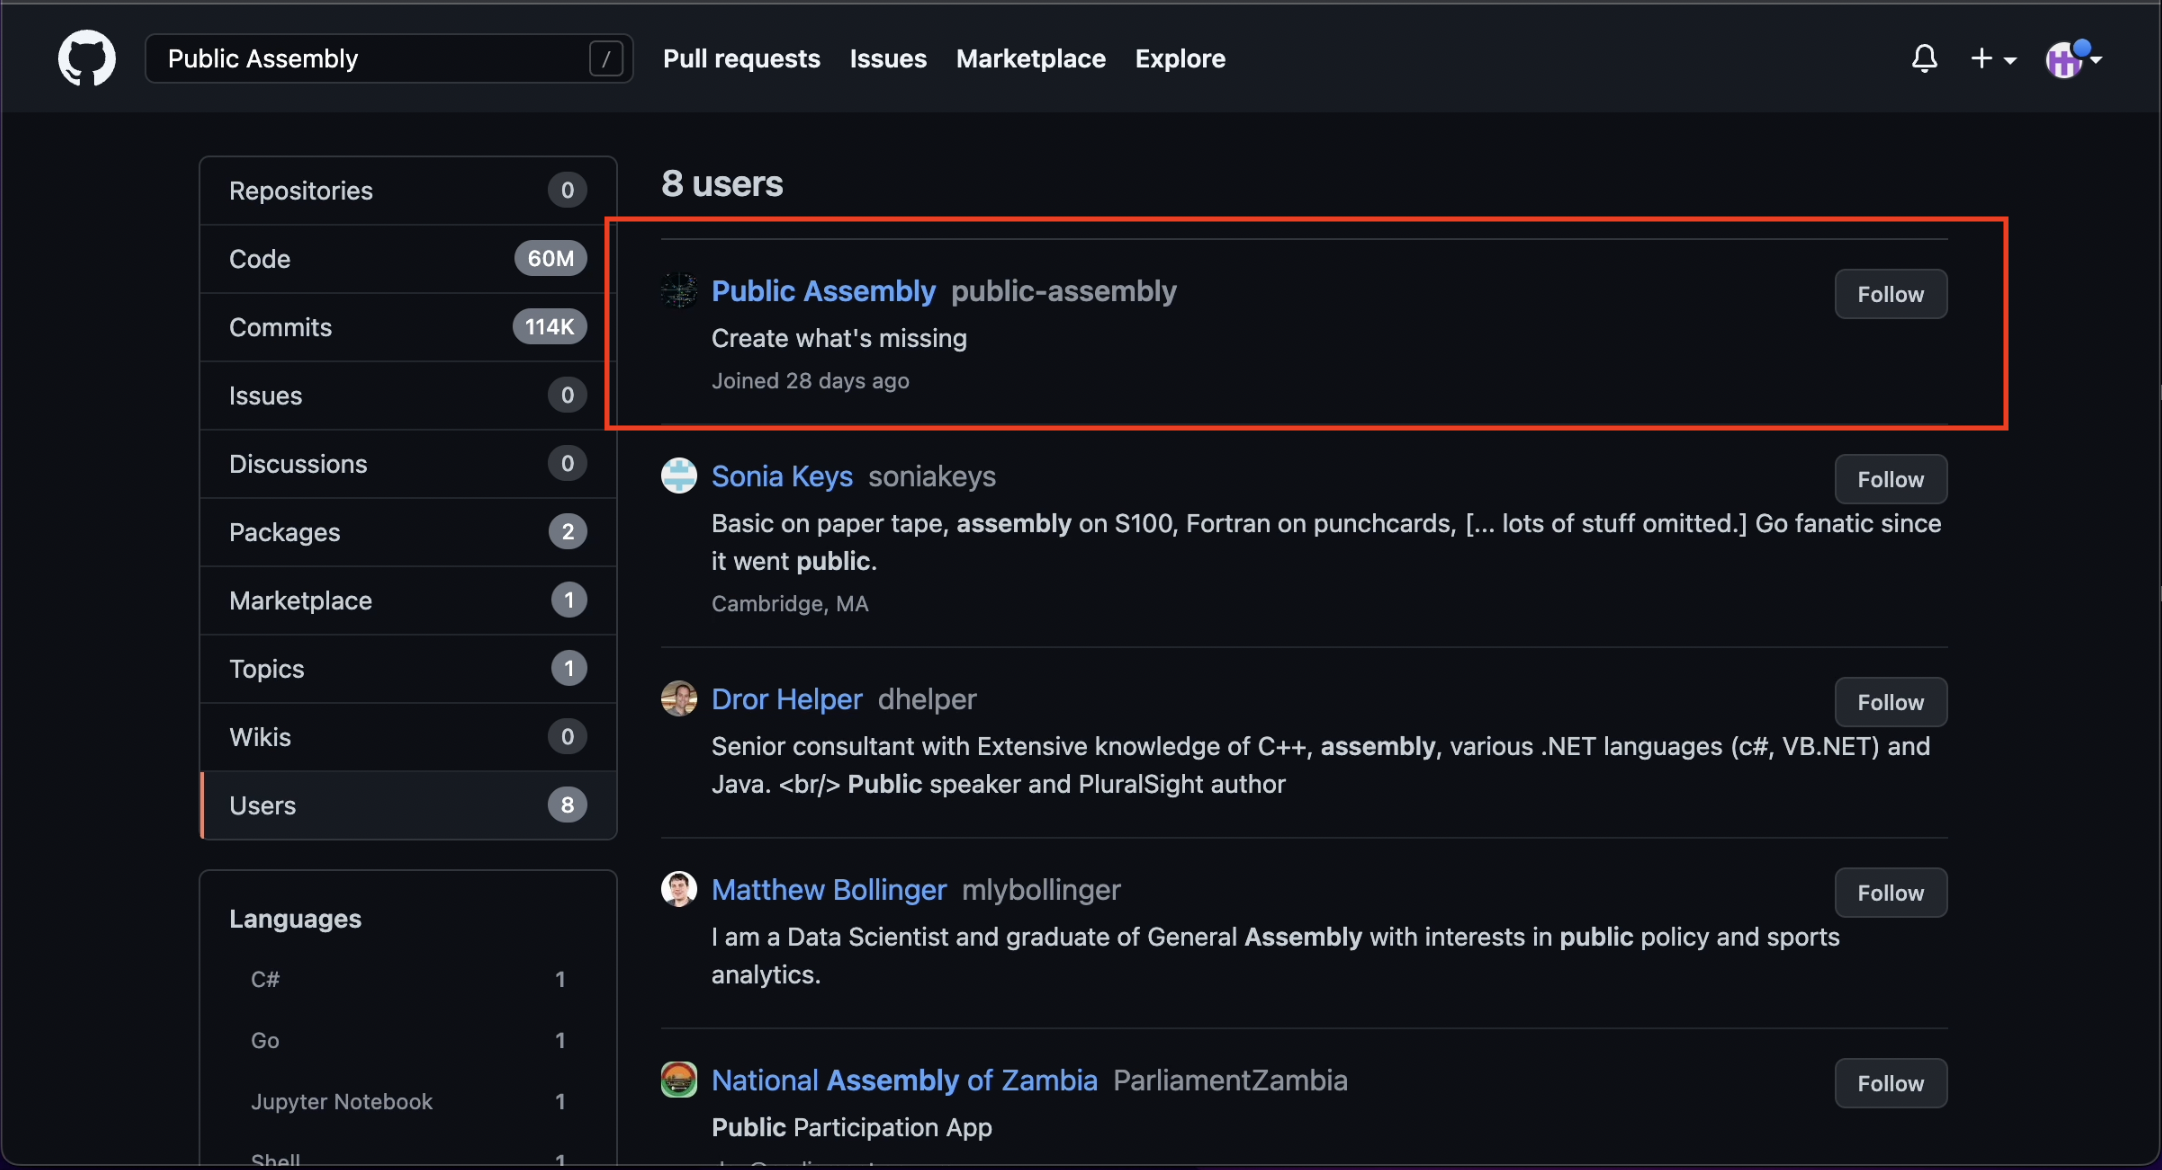 Public Assembly
/
Pull requests
Issues
Marketplace
Explore
Repositories 0
Code 60M
Commits 114K
Issues 0
Discussions 0
Packages 2
Marketplace 1
Topics 1
Wikis 0
Users 8
Languages
C# 1
Go 1
Jupyter Notebook 1
Shell 1
8 users
Public Assembly public-assembly
Follow
Create what's missing
Joined 28 days ago
Sonia Keys soniakeys
Follow
Basic on paper tape, assembly on S100, Fortran on punchcards, [... lots of stuff omitted.] Go fanatic since
it went public.
Cambridge, MA
Dror Helper dhelper
Follow
Senior consultant with Extensive knowledge of C++, assembly, various .NET languages (c#, VB.NET) and
Java. <br/> Public speaker and PluralSight author
Matthew Bollinger mlybollinger
Follow
I am a Data Scientist and graduate of General Assembly with interests in public policy and sports
analytics.
National Assembly of Zambia ParliamentZambia
Follow
Public Participation App